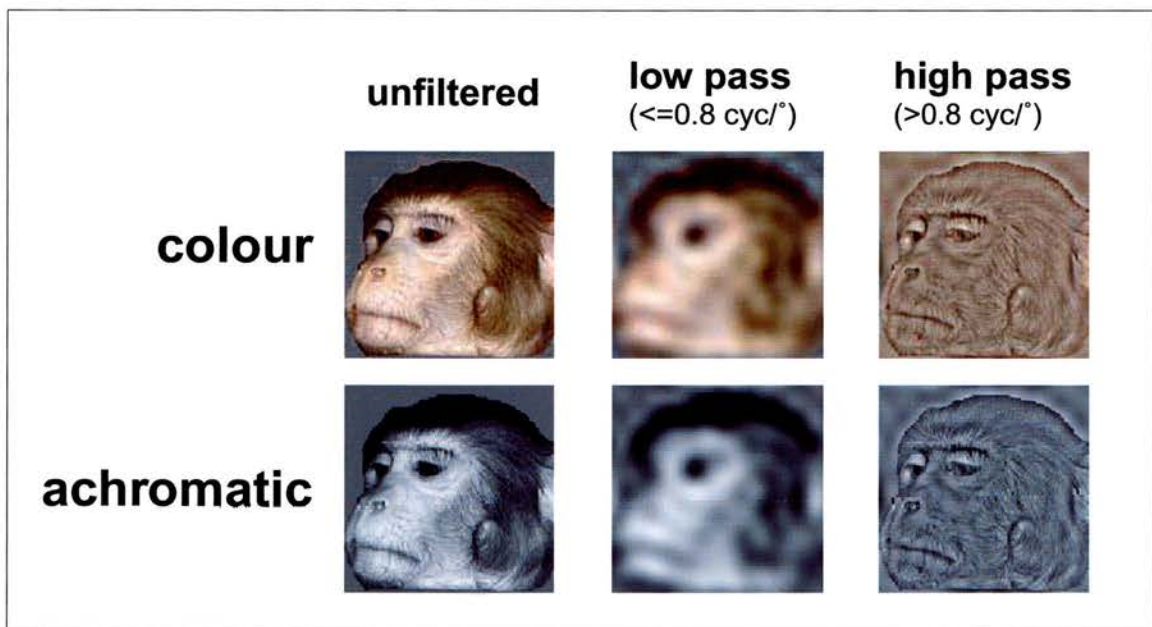 unfiltered
low pass
(<=0.8 cyc/°)
high pass
(>0.8 cyc/°)
colour
achromatic